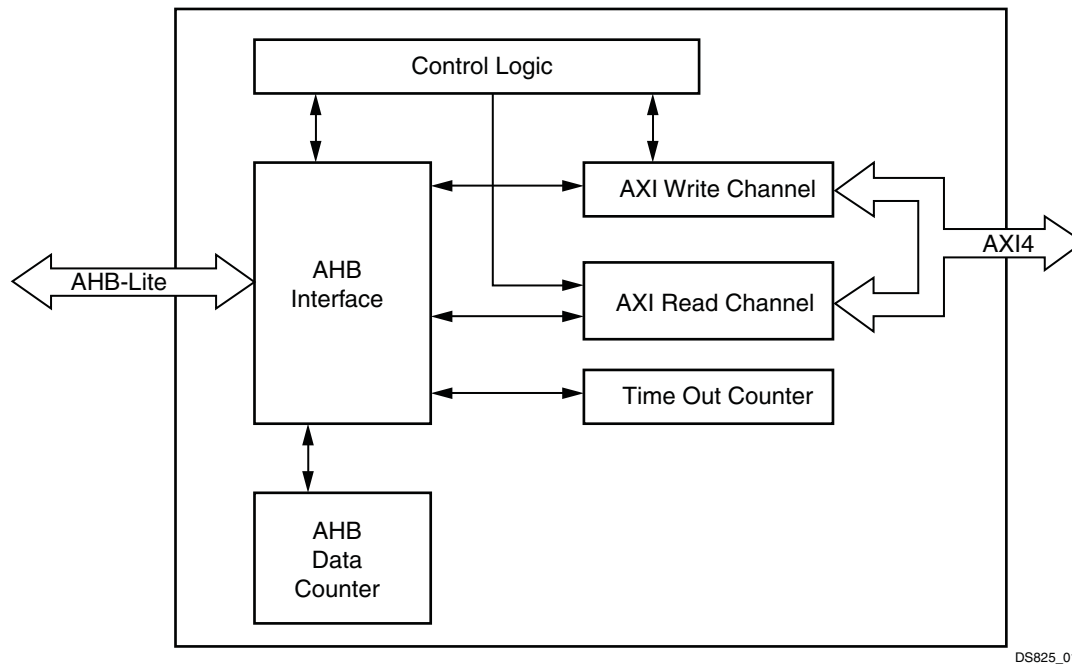 Control Logic
AXI Write Channel
AHB-Lite
AHB
Interface
AXI4
AXI Read Channel
Time Out Counter
AHB
Data
Counter